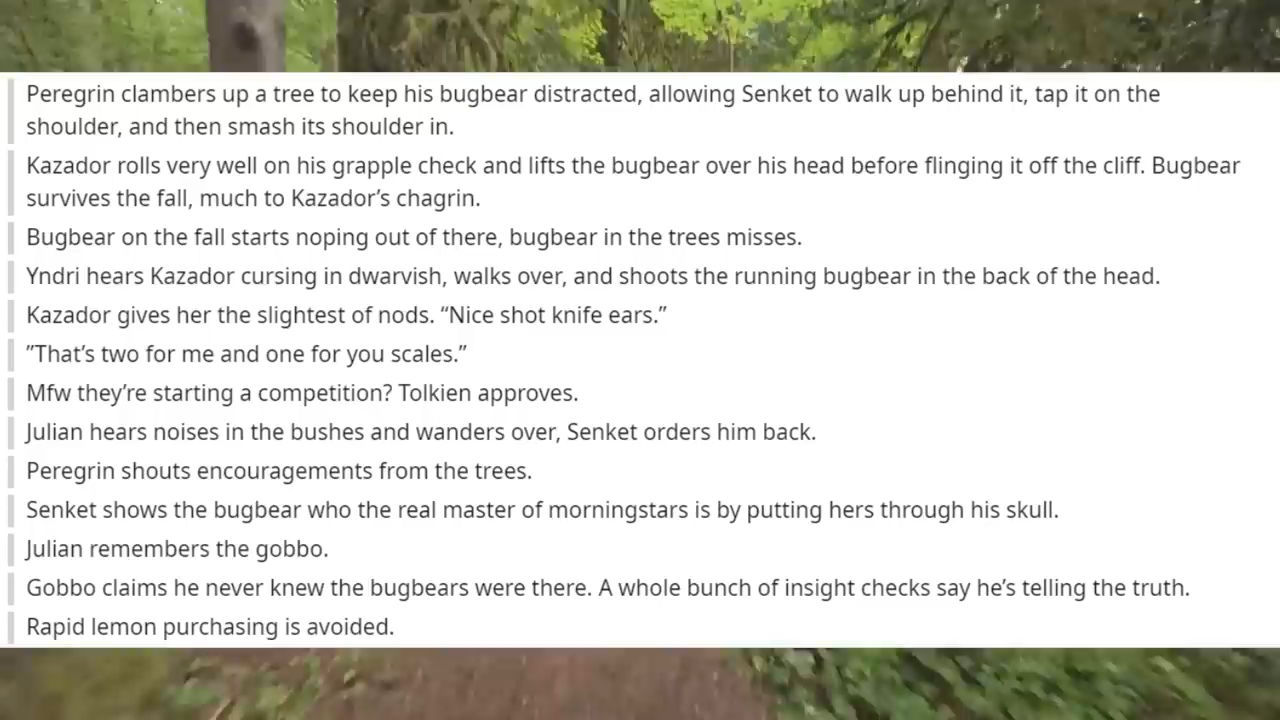 Peregrin clambers up a tree to keep his bugbear distracted, allowing Senket to walk up behind it, tap it on the
shoulder, and then smash its shoulder in.
Kazador rolls very well on his grapple check and lifts the bugbear over his head before flinging it off the cliff. Bugbear
survives the fall, much to Kazador’s chagrin.
Bugbear on the fall starts noping out of there, bugbear in the trees misses.
Yndri hears Kazador cursing in dwarvish, walks over, and shoots the running bugbear in the back of the head.
Kazador gives her the slightest of nods. “Nice shot knife ears.”
”That’s two for me and one for you scales.”
Mfw they’re starting a competition? Tolkien approves.
Julian hears noises in the bushes and wanders over, Senket orders him back.
Peregrin shouts encouragements from the trees.
Senket shows the bugbear who the real master of morningstars is by putting hers through his skull.
Julian remembers the gobbo.
Gobbo claims he never knew the bugbears were there. A whole bunch of insight checks say he’s telling the truth.
Rapid lemon purchasing is avoided.